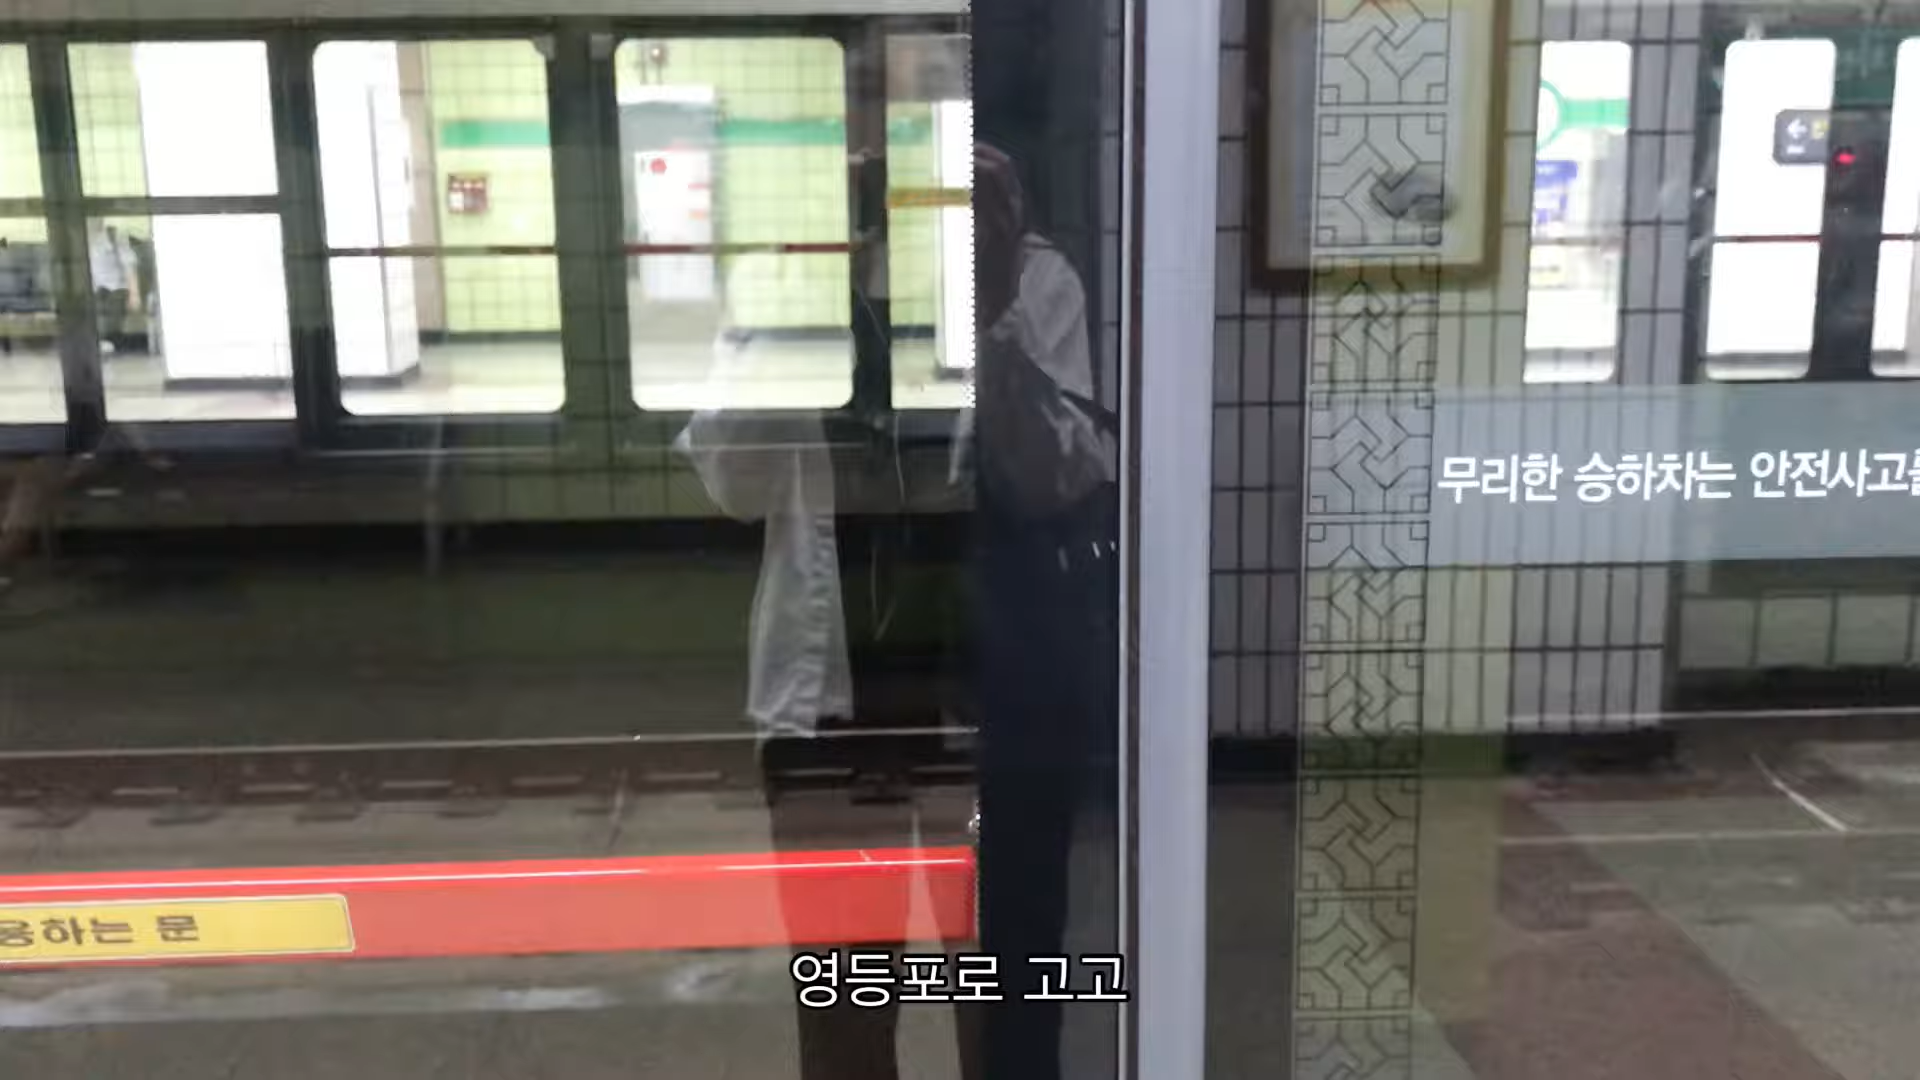 무리한 승하차는 안전사고를
용하는 문
영등포로 고고